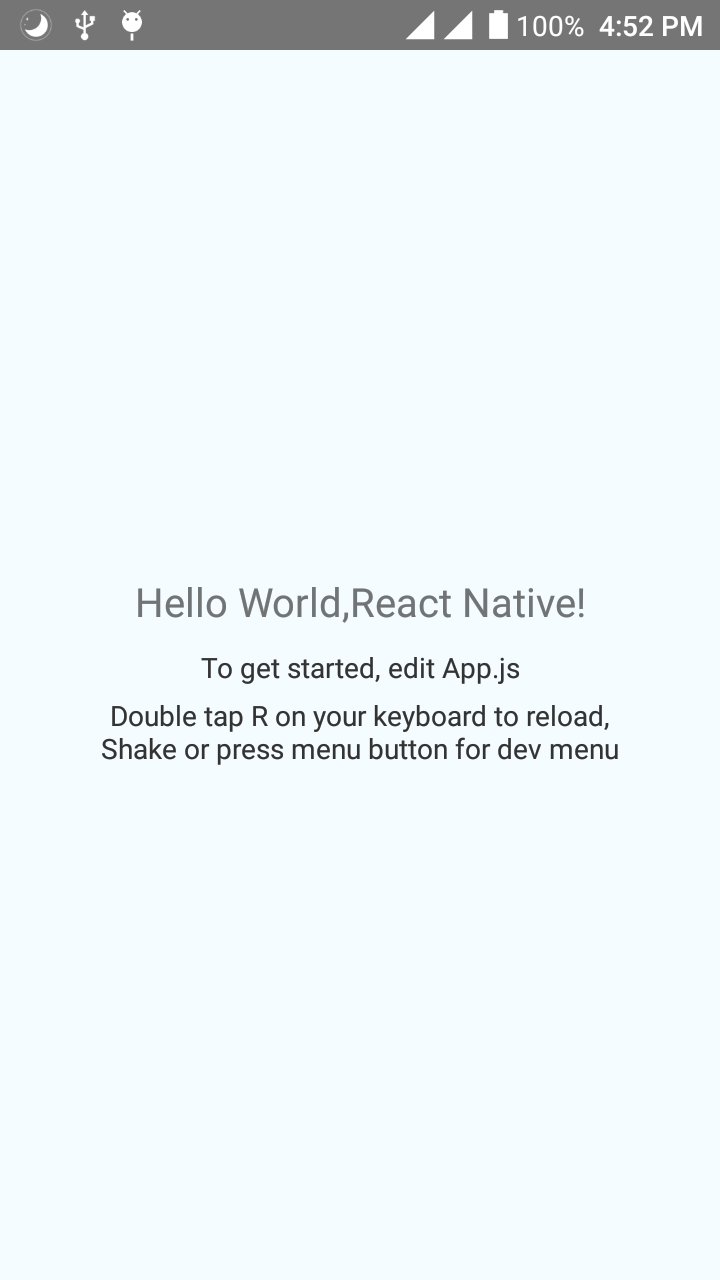 100% 4:52 PM
Hello World,React Native!
To get started, edit App.js
Double tap R on your keyboard to reload,
Shake or press menu button for dev menu